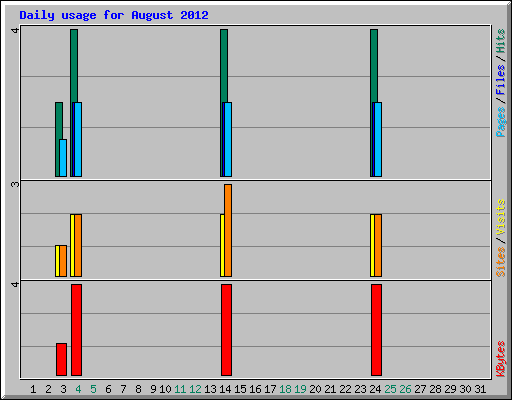 Daily usage for August 2012
4
Pages / Files / Hits
3
Sites / Visits
4
KBytes
1 2 3 4 5 6 7 8 9 10 11 12 13 14 15 16 17 18 19 20 21 22 23 24 25 26 27 28 29 30 31